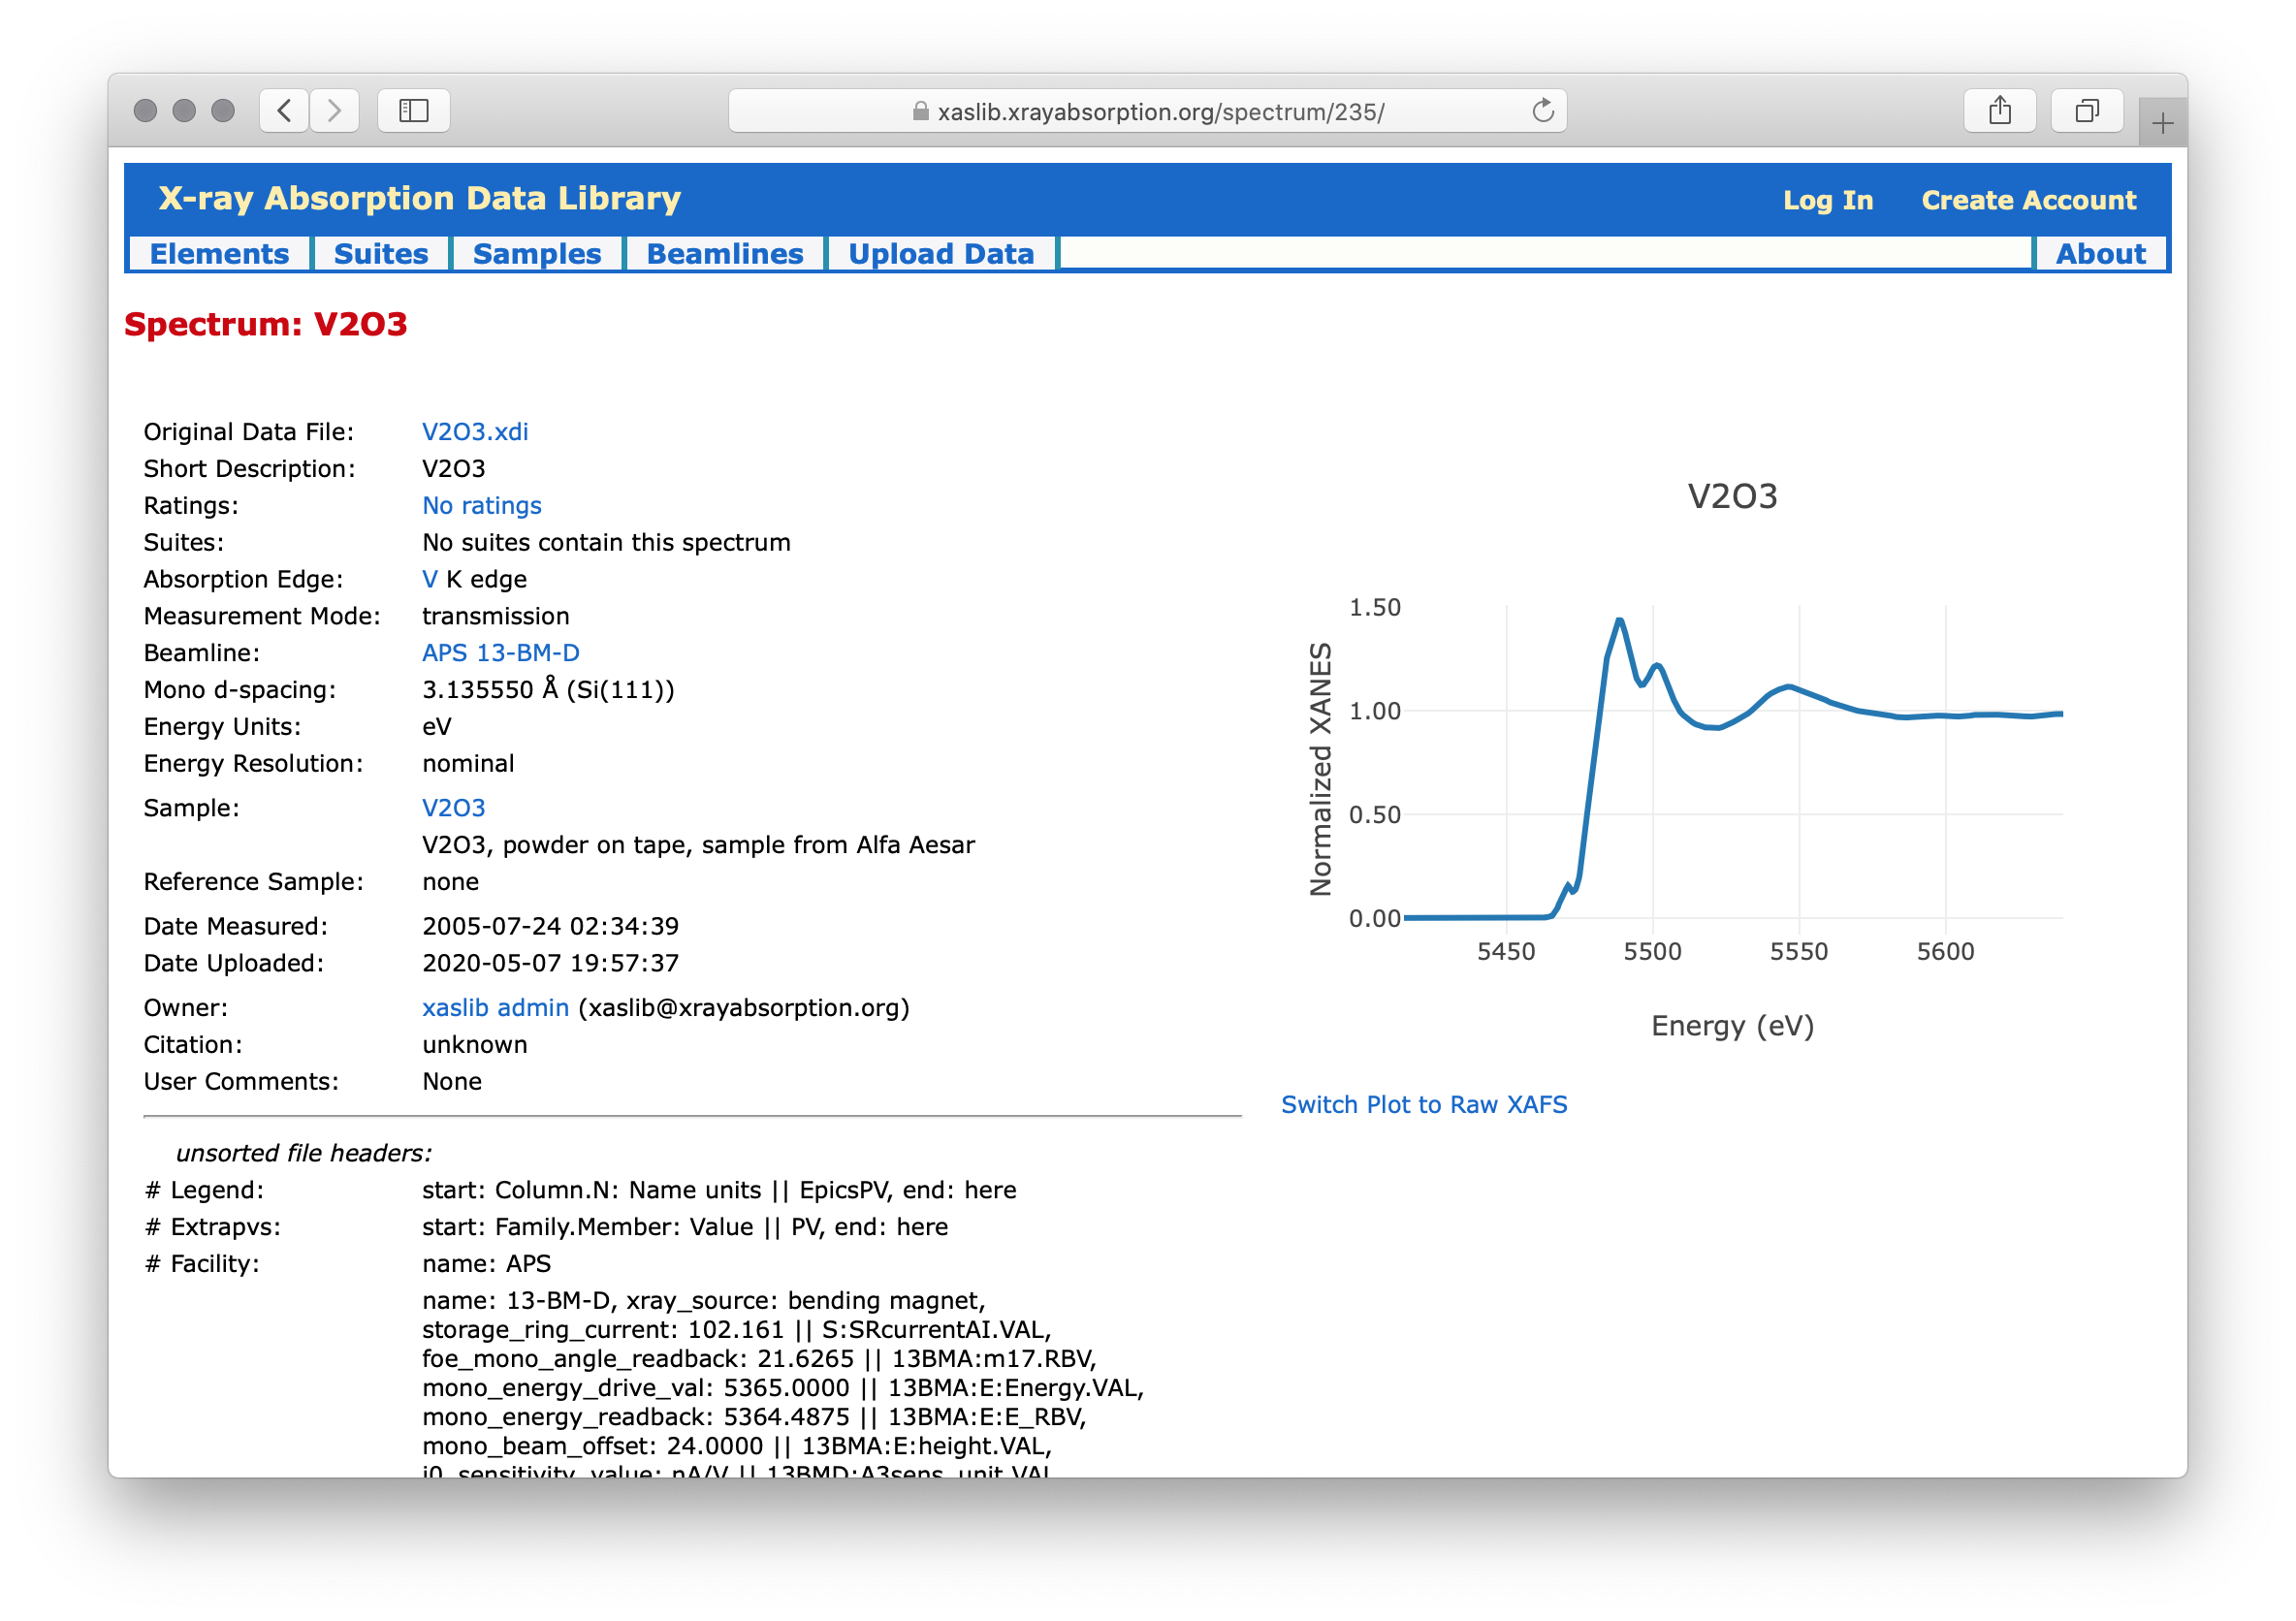 xaslib.xrayabsorption.org/spectrum/235/
X-ray Absorption Data Library
Log In Create Account
Elements Suites Samples Beamlines Upload Data About
Spectrum: V2O3
Original Data File: V2O3.xdi
Short Description: V2O3
Ratings: No ratings
Suites: No suites contain this spectrum
Absorption Edge: V K edge
Measurement Mode: transmission
Beamline: APS 13-BM-D
Mono d-spacing: 3.135550 Å (Si(111))
Energy Units: eV
Energy Resolution: nominal
Sample: V2O3
V2O3, powder on tape, sample from Alfa Aesar
Reference Sample: none
Date Measured: 2005-07-24 02:34:39
Date Uploaded: 2020-05-07 19:57:37
Owner: xaslib admin (xaslib@xrayabsorption.org)
Citation: unknown
User Comments: None
unsorted file headers:
# Legend: start: Column.N: Name units || EpicsPV, end: here
# Extrapvs: start: Family.Member: Value || PV, end: here
# Facility: name: APS
name: 13-BM-D, xray_source: bending magnet,
storage_ring_current: 102.161 || S:SRcurrentAI.VAL,
foe_mono_angle_readback: 21.6265 || 13BMA:m17.RBV,
mono_energy_drive_val: 5365.0000 || 13BMA:E:Energy.VAL,
mono_energy_readback: 5364.4875 || 13BMA:E:E_RBV,
mono_beam_offset: 24.0000 || 13BMA:E:height.VAL,
i0_sensitivity_value: nA/V || 13BMD:A3sens_unit.VAL
V2O3
Normalized XANES
1.50
1.00
0.50
0.00
5450 5500 5550 5600
Energy (eV)
Switch Plot to Raw XAFS